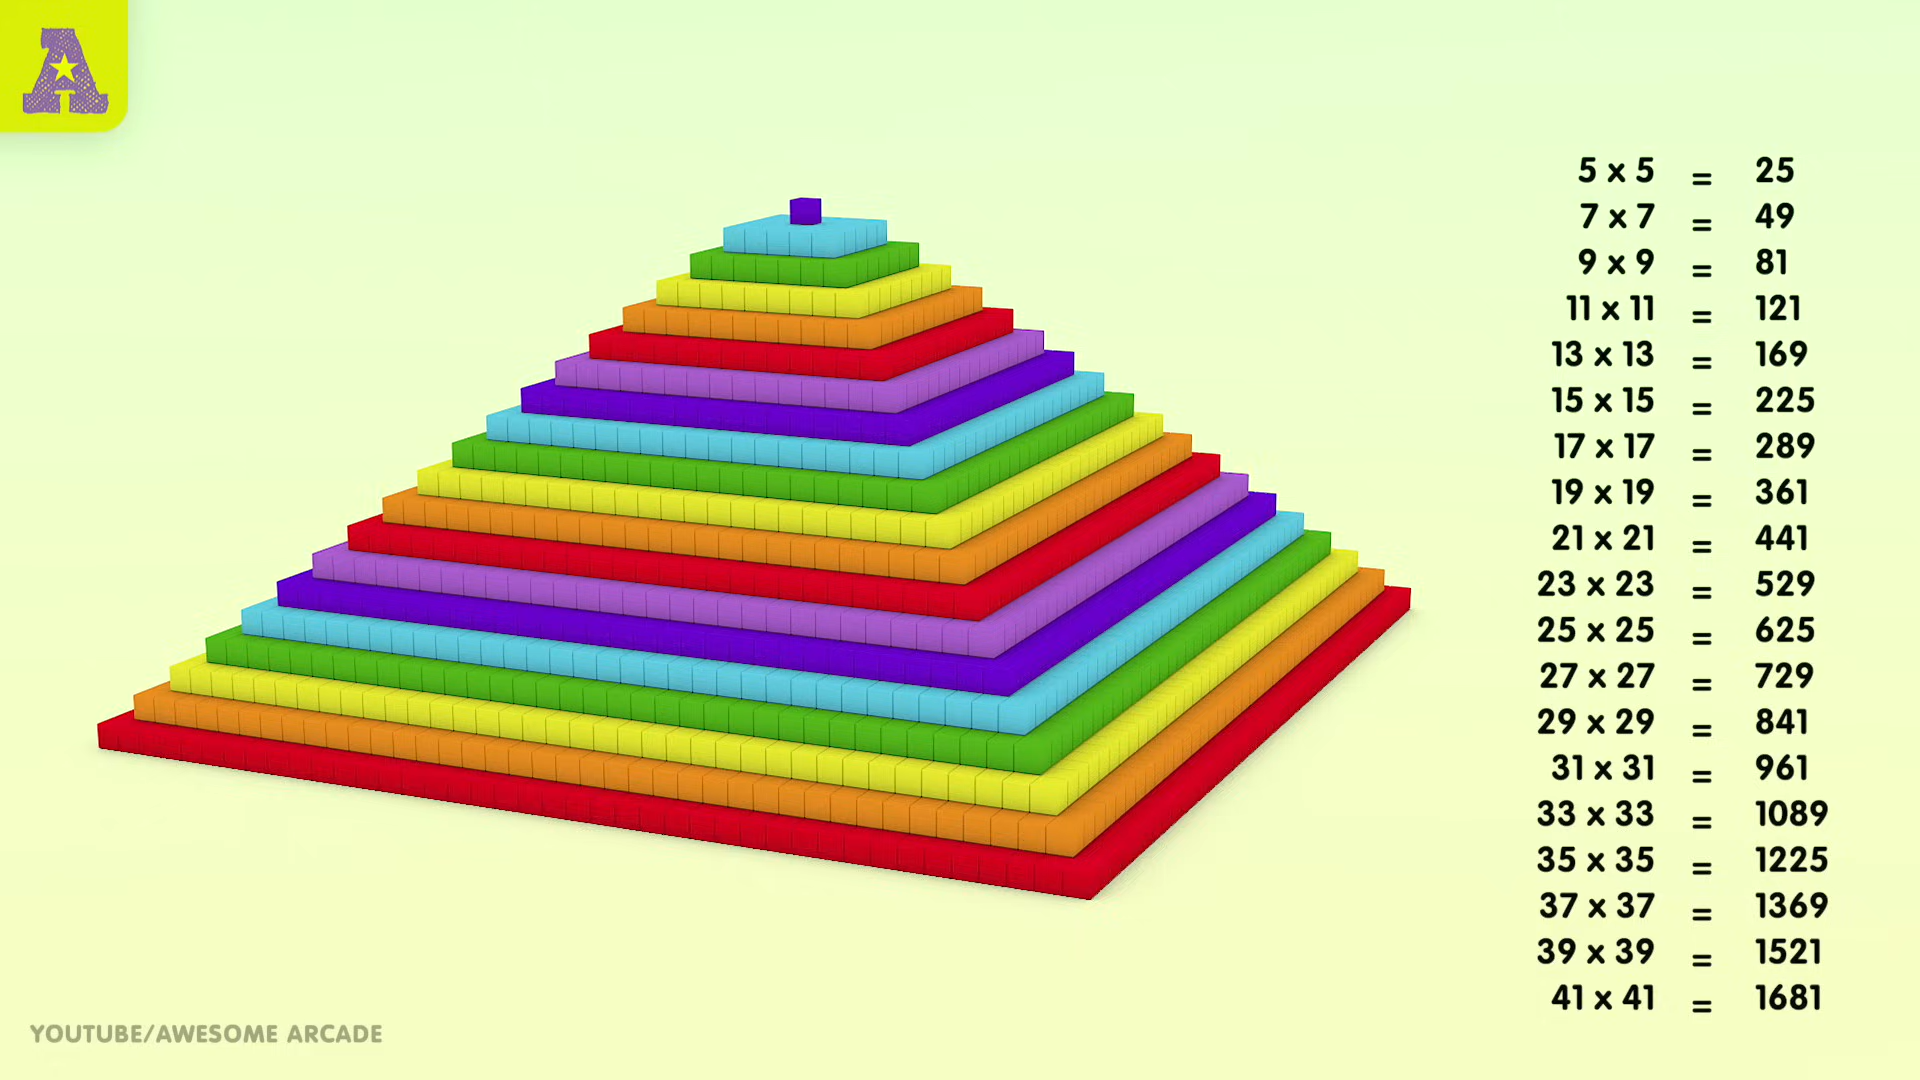 A
5 x 5 = 25
7 x 7 = 49
9 x 9 = 81
11 x 11 = 121
13 x 13 = 169
15 x 15 = 225
17 x 17 = 289
19 x 19 = 361
21 x 21 = 441
23 x 23 = 529
25 x 25 = 625
27 x 27 = 729
29 x 29 = 841
31 x 31 = 961
33 x 33 = 1089
35 x 35 = 1225
37 x 37 = 1369
39 x 39 = 1521
41 x 41 = 1681
YOUTUBE/AWESOME ARCADE